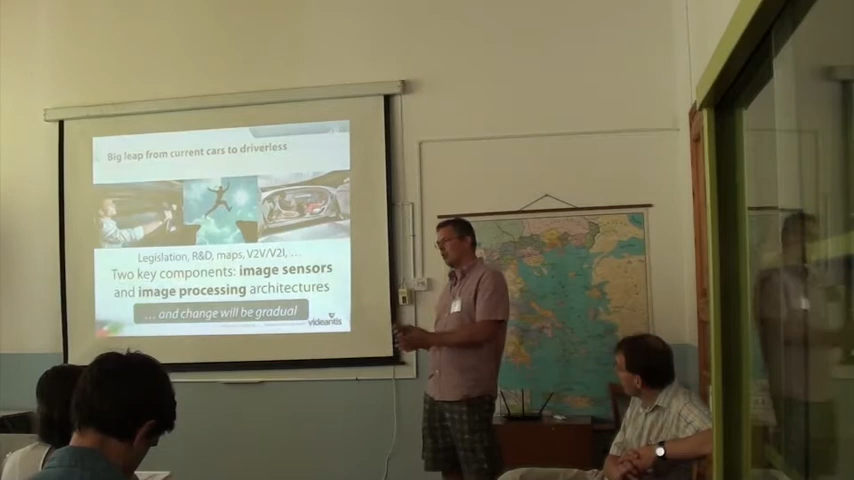 Big leap from current cars to driverless
Legislation, R&D, maps, V2V/V2I, ...
Two key components: image sensors
and image processing architectures
... and change will be gradual
videantis